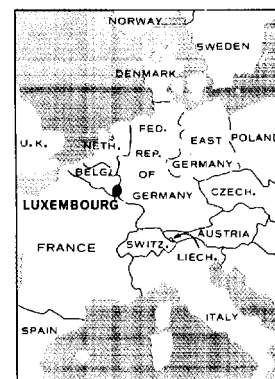 NORWAY
SWEDEN
DENMARK
U.K.
NETH.
FED.
REP.
OF
GERMANY
EAST
GERMANY
POLAND
BELG.
LUXEMBOURG
CZECH.
FRANCE
SWITZ.
AUSTRIA
LIECH.
ITALY
SPAIN